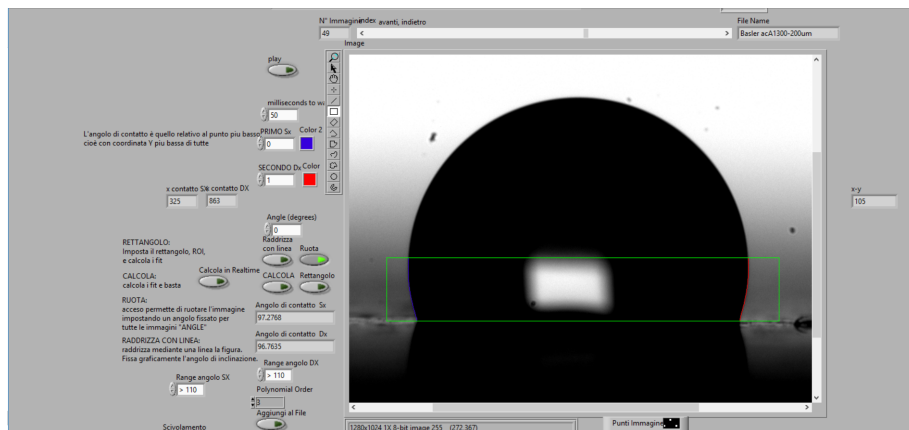 N° Immagine
index
avanti, indietro
File Name
49
Basler acA1300-200um
Image
play
milliseconds to wa
50
L'angolo di contatto è quello relativo al punto piu basso,
cioè con coordinata Y piu bassa di tutte
PRIMO Sx
Color 2
0
SECONDO Dx
Color
1
x contatto SX
x contatto DX
325
863
x-y
105
Angle (degrees)
0
RETTANGOLO:
Imposta il rettangolo, ROI,
e calcola i fit
Raddrizza
con linea
Ruota
CALCOLA:
calcola i fit e basta
Calcola in Realtime
CALCOLA
Rettangolo
RUOTA:
acceso permette di ruotare l'immagine
impostando un angolo fissato per
tutte le immagini "ANGLE"
Angolo di contatto Sx
97.2768
RADDRIZZA CON LINEA:
raddrizza mediante una linea la figura.
Fissa graficamente l'angolo di inclinazione.
Angolo di contatto Dx
96.7635
Range angolo DX
> 110
Range angolo SX
> 110
Polynomial Order
3
Aggiungi al File
Scivolamento
1280x1024 1X 8-bit image 255 (272,367)
Punti Immagine